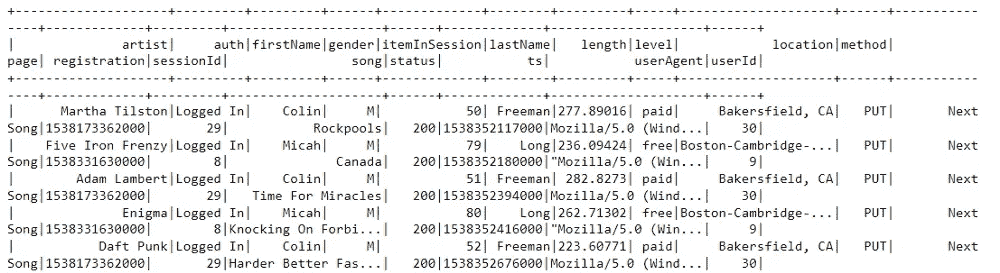 +--------------------+---------+---------+------+-------------+--------+---------+-----+--------------------+------+-----------
----+-------------+---------+--------------------+------+-------------+--------------------+------+
|              artist|     auth|firstName|gender|itemInSession|lastName|   length|level|            location|method|
page| registration|sessionId|                song|status|           ts|           userAgent|userId|
+--------------------+---------+---------+------+-------------+--------+---------+-----+--------------------+------+-----------
----+-------------+---------+--------------------+------+-------------+--------------------+------+
|      Martha Tilston|Logged In|    Colin|     M|           50| Freeman|277.89016| paid|     Bakersfield, CA|   PUT|       Next
Song|1538173362000|       29|           Rockpools|   200|1538352117000|Mozilla/5.0 (Wind...|    30|
|    Five Iron Frenzy|Logged In|    Micah|     M|           79|    Long|236.09424| free|Boston-Cambridge-...|   PUT|       Next
Song|1538331630000|        8|              Canada|   200|1538352180000|"Mozilla/5.0 (Win...|     9|
|        Adam Lambert|Logged In|    Colin|     M|           51| Freeman| 282.8273| paid|     Bakersfield, CA|   PUT|       Next
Song|1538173362000|       29|   Time For Miracles|   200|1538352394000|Mozilla/5.0 (Wind...|    30|
|              Enigma|Logged In|    Micah|     M|           80|    Long|262.71302| free|Boston-Cambridge-...|   PUT|       Next
Song|1538331630000|        8|Knocking On Forbi...|   200|1538352416000|"Mozilla/5.0 (Win...|     9|
|           Daft Punk|Logged In|    Colin|     M|           52| Freeman|223.60771| paid|     Bakersfield, CA|   PUT|       Next
Song|1538173362000|       29|Harder Better Fas...|   200|1538352676000|Mozilla/5.0 (Wind...|    30|